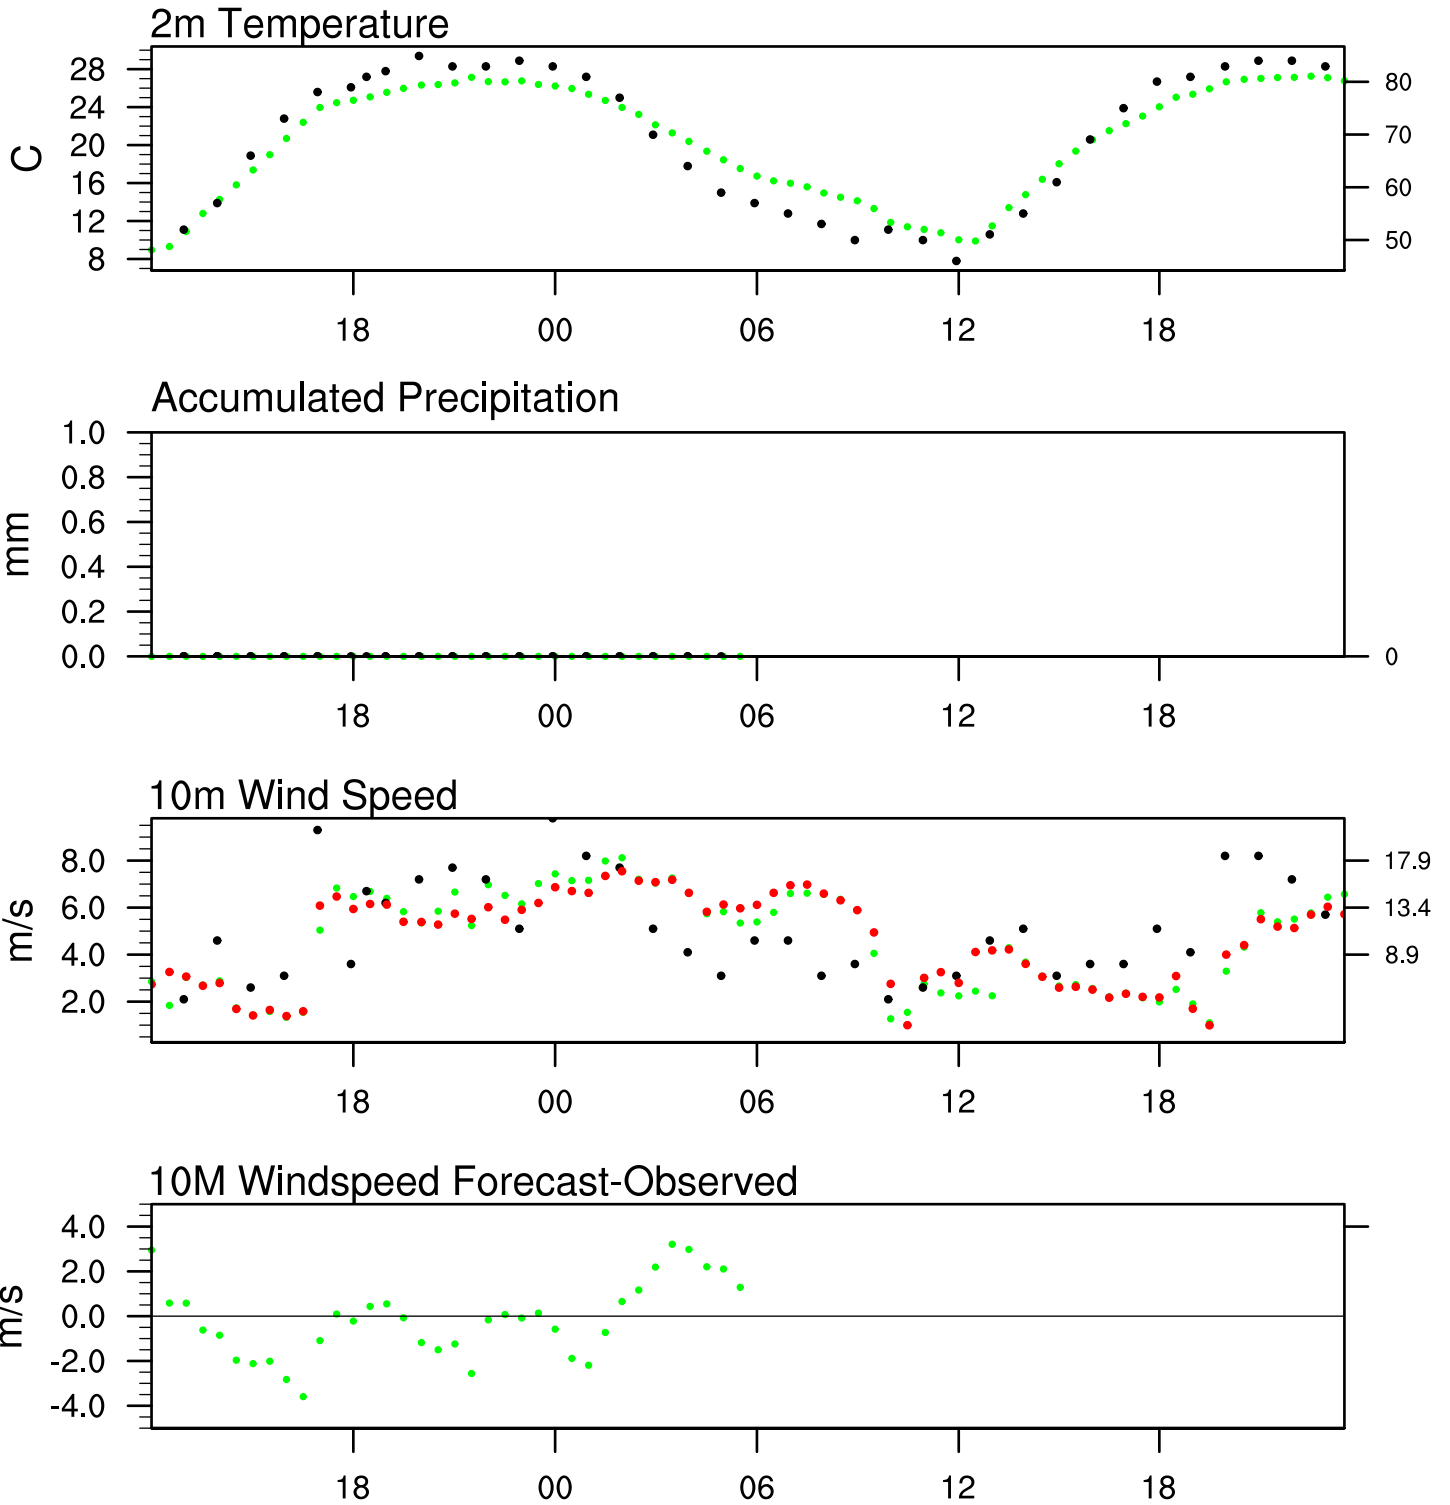 2m Temperature
28
24
20
16
12
8
C
80
70
60
50
18 00 06 12 18
Accumulated Precipitation
1.0
0.8
0.6
0.4
0.2
0.0
mm
0
18 00 06 12 18
10m Wind Speed
8.0
6.0
4.0
2.0
m/s
17.9
13.4
8.9
18 00 06 12 18
10M Windspeed Forecast-Observed
4.0
2.0
0.0
-2.0
-4.0
m/s
18 00 06 12 18